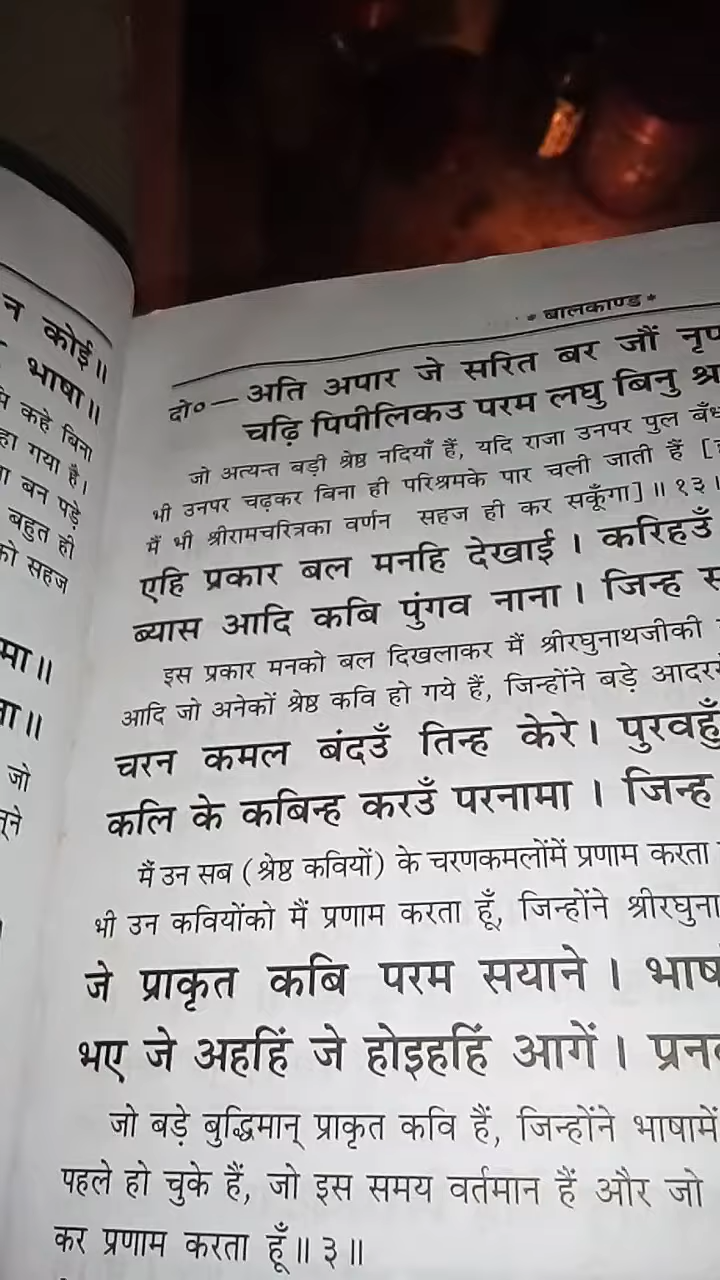 न कोई॥
भाषा॥
कहे बिना
गया है।
बन पड़े
बहुत ही
सहज
जो
* बालकाण्ड *
दो०— अति अपार जे सरित बर जौं
चढ़ि पिपीलिकउ परम लघु बिनु
जो अत्यन्त बड़ी श्रेष्ठ नदियाँ हैं, यदि राजा उनपर पुल
भी उनपर चढ़कर बिना ही परिश्रमके पार चली जाती हैं
मैं भी श्रीरामचरित्रका वर्णन सहज ही कर सकूँगा]॥१३॥
एहि प्रकार बल मनहि देखाई। करिहउँ
ब्यास आदि कबि पुंगव नाना। जिन्ह
इस प्रकार मनको बल दिखलाकर मैं श्रीरघुनाथजीकी
आदि जो अनेकों श्रेष्ठ कवि हो गये हैं, जिन्होंने बड़े
चरन कमल बंदउँ तिन्ह केरे। पुरवहुँ
कलि के कबिन्ह करउँ परनामा। जिन्ह
मैं उन सब (श्रेष्ठ कवियों) के चरणकमलोंमें प्रणाम करता
भी उन कवियोंको मैं प्रणाम करता हूँ, जिन्होंने
जे प्राकृत कबि परम सयाने।
भए जे अहहिं जे होइहहिं आगें।
जो बड़े बुद्धिमान् प्राकृत कवि हैं, जिन्होंने भाषामें
पहले हो चुके हैं, जो इस समय वर्तमान हैं और जो
कर प्रणाम करता हूँ॥३॥